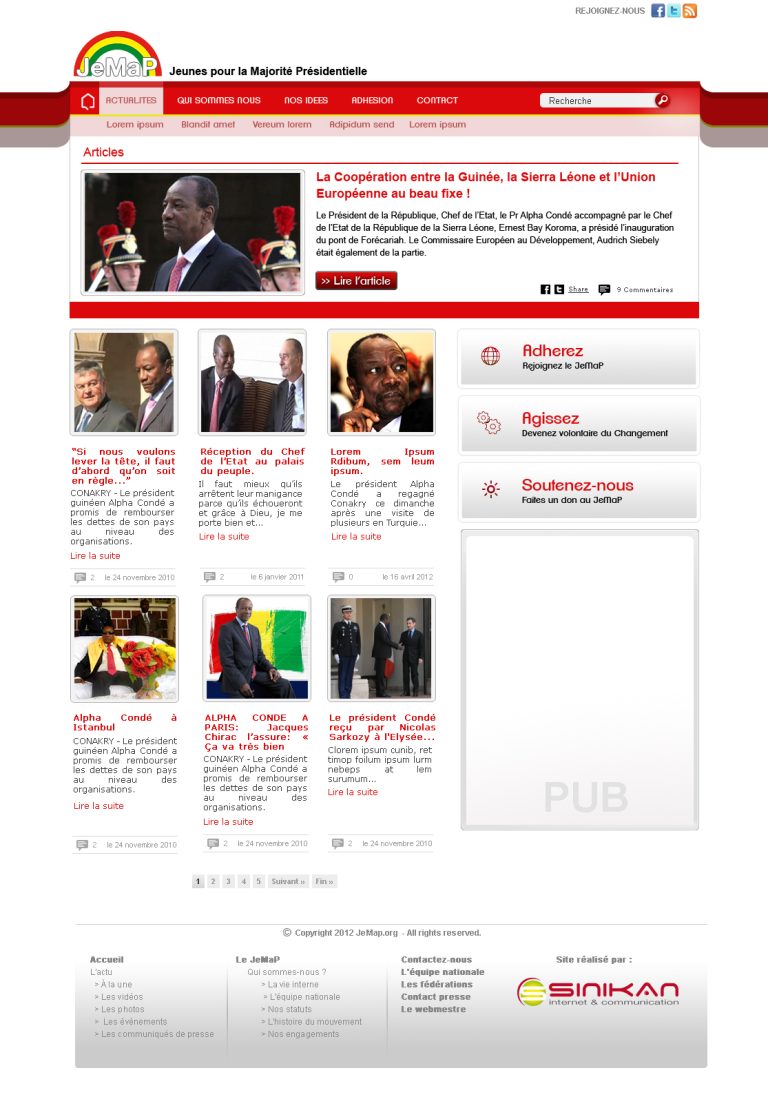 REJOIGNEZ-NOUS
JeMaP
Jeunes pour la Majorité Présidentielle
ACTUALITES QUI SOMMES NOUS NOS IDEES ADHESION CONTACT Recherche
Lorem ipsum Blandit amet Vereum lorem Adipidum send Lorem ipsum
Articles
La Coopération entre la Guinée, la Sierra Léone et l'Union
Européenne au beau fixe !
Le Président de la République, Chef de l'Etat, le Pr Alpha Condé accompagné par le Chef
de l'Etat de la République de la Sierra Léone, Ernest Bay Koroma, a présidé l'inauguration
du pont de Forécariah. Le Commissaire Européen au Développement, Audrich Siebely
était également de la partie.
>> Lire l'article
Share 9 Commentaires
"Si nous voulons
lever la tête, il faut
d'abord qu'on soit
en règle..."
CONAKRY - Le président
guinéen Alpha Condé a
promis de rembourser
les dettes de son pays
au niveau des
organisations.
Lire la suite
2 le 24 novembre 2010
Réception du Chef
de l'Etat au palais
du peuple.
Il faut mieux qu'ils
arrêtent leur manigance
parce qu'ils échoueront
et grâce à Dieu, je me
porte bien et...
Lire la suite
2 le 6 janvier 2011
Lorem Ipsum
Rdibum, sem leum
ipsum.
Le président Alpha
Condé a regagné
Conakry ce dimanche
après une visite de
plusieurs en Turquie...
Lire la suite
0 le 16 avril 2012
Adherez
Rejoignez le JeMaP
Agissez
Devenez volontaire du Changement
Soutenez-nous
Faites un don au JeMaP
PUB
Alpha Condé à
Istanbul
CONAKRY - Le président
guinéen Alpha Condé a
promis de rembourser
les dettes de son pays
au niveau des
organisations.
Lire la suite
2 le 24 novembre 2010
ALPHA CONDE A
PARIS: Jacques
Chirac l'assure: «
Ça va très bien
CONAKRY - Le président
guinéen Alpha Condé a
promis de rembourser
les dettes de son pays
au niveau des
organisations.
Lire la suite
2 le 24 novembre 2010
Le président Condé
reçu par Nicolas
Sarkozy à l'Elysée...
Clorem ipsum cunib, ret
timop foilum ipsum lurm
nebeps at lem
surumum...
Lire la suite
2 le 24 novembre 2010
1 2 3 4 5 Suivant » Fin »
© Copyright 2012 JeMap.org - All rights reserved.
Accueil
L'actu
> À la une
> Les vidéos
> Les photos
> Les événements
> Les communiqués de presse
Le JeMaP
Qui sommes-nous ?
> La vie interne
> L'équipe nationale
> Nos statuts
> L'histoire du mouvement
> Nos engagements
Contactez-nous
L'équipe nationale
Les fédérations
Contact presse
Le webmestre
Site réalisé par :
SINIKAN
internet & communication